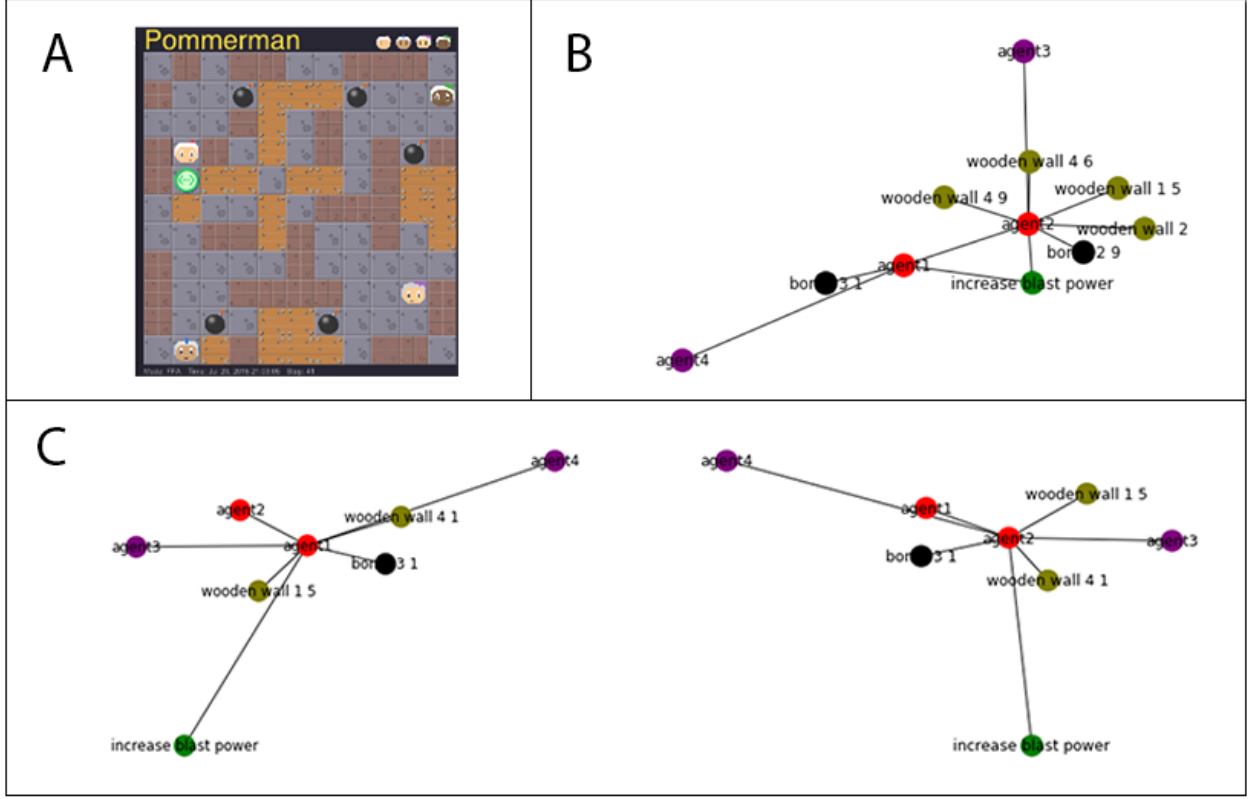 A
Pommerman
B
agent3
wooden wall 4 6
wooden wall 4 9
wooden wall 1 5
agent2
wooden wall 2
2 9
agent1
3 1
increase blast power
agent4
C
agent4
agent2
wooden wall 4 1
agent3
agent1
3 1
wooden wall 1 5
increase blast power
agent4
wooden wall 1 5
agent1
agent2
agent3
3 1
wooden wall 4 1
increase blast power